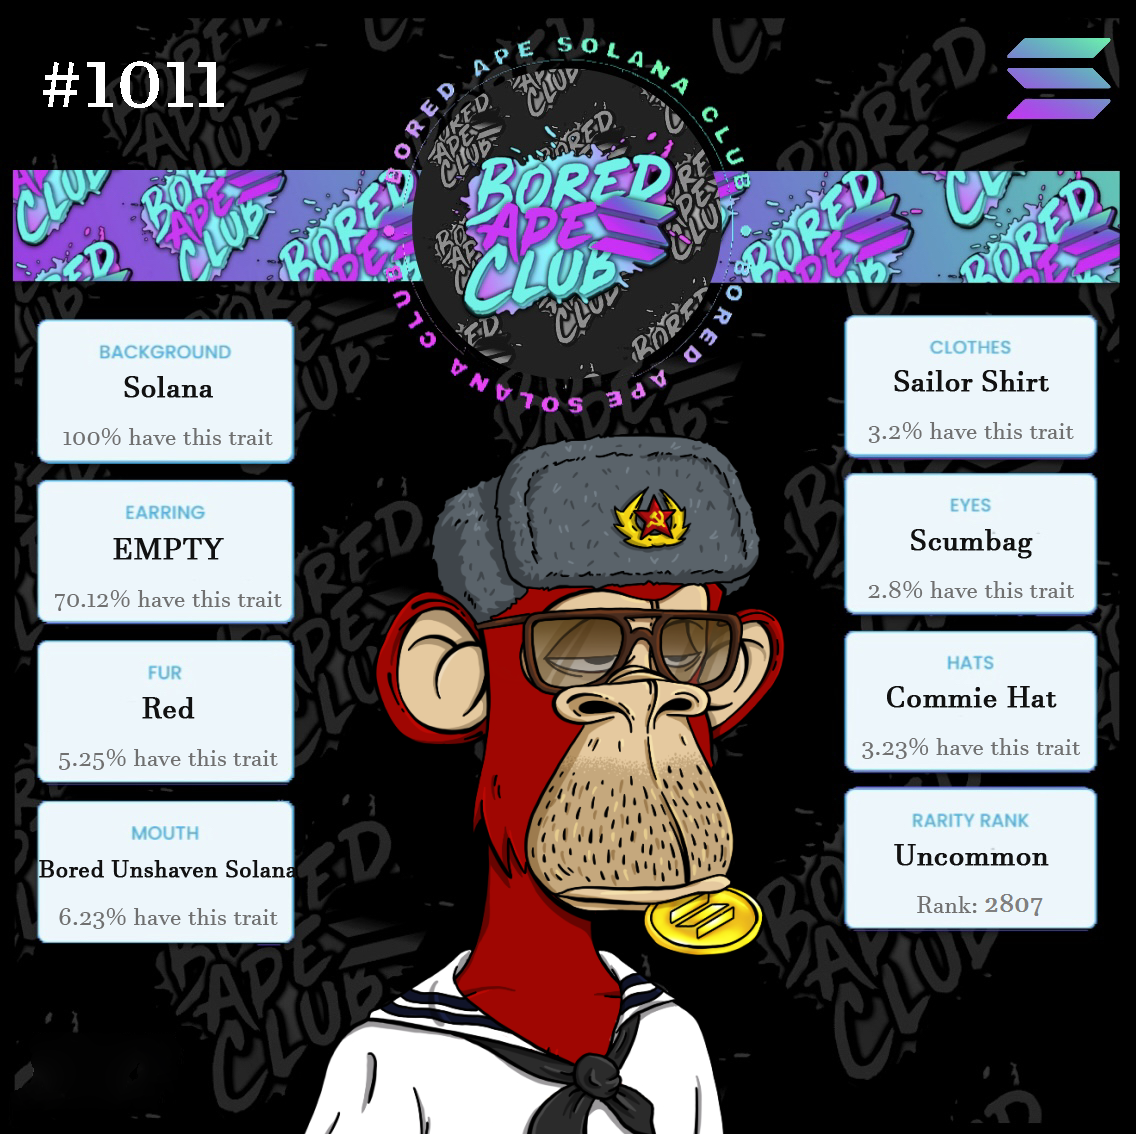 #1011
BORED APE SOLANA CLUB
BORED APE SOLANA CLUB
BORED
APE
CLUB
BACKGROUND
Solana
100% have this trait
EARRING
EMPTY
70.12% have this trait
FUR
Red
5.25% have this trait
MOUTH
Bored Unshaven Solana
6.23% have this trait
CLOTHES
Sailor Shirt
3.2% have this trait
EYES
Scumbag
2.8% have this trait
HATS
Commie Hat
3.23% have this trait
RARITY RANK
Uncommon
Rank: 2807